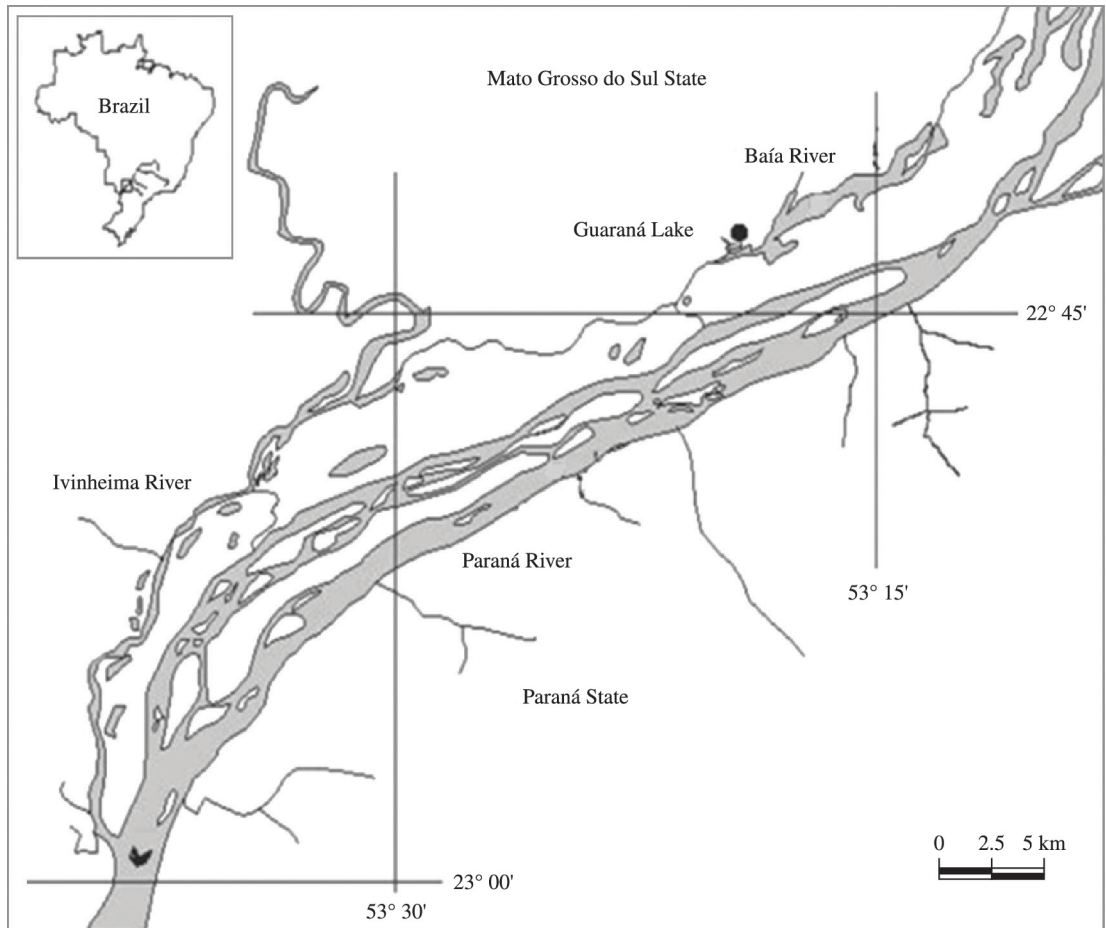 Brazil
Mato Grosso do Sul State
Baía River
Guaraná Lake
22° 45'
Ivinheima River
Paraná River
53° 15'
Paraná State
0 2.5 5 km
23° 00'
53° 30'